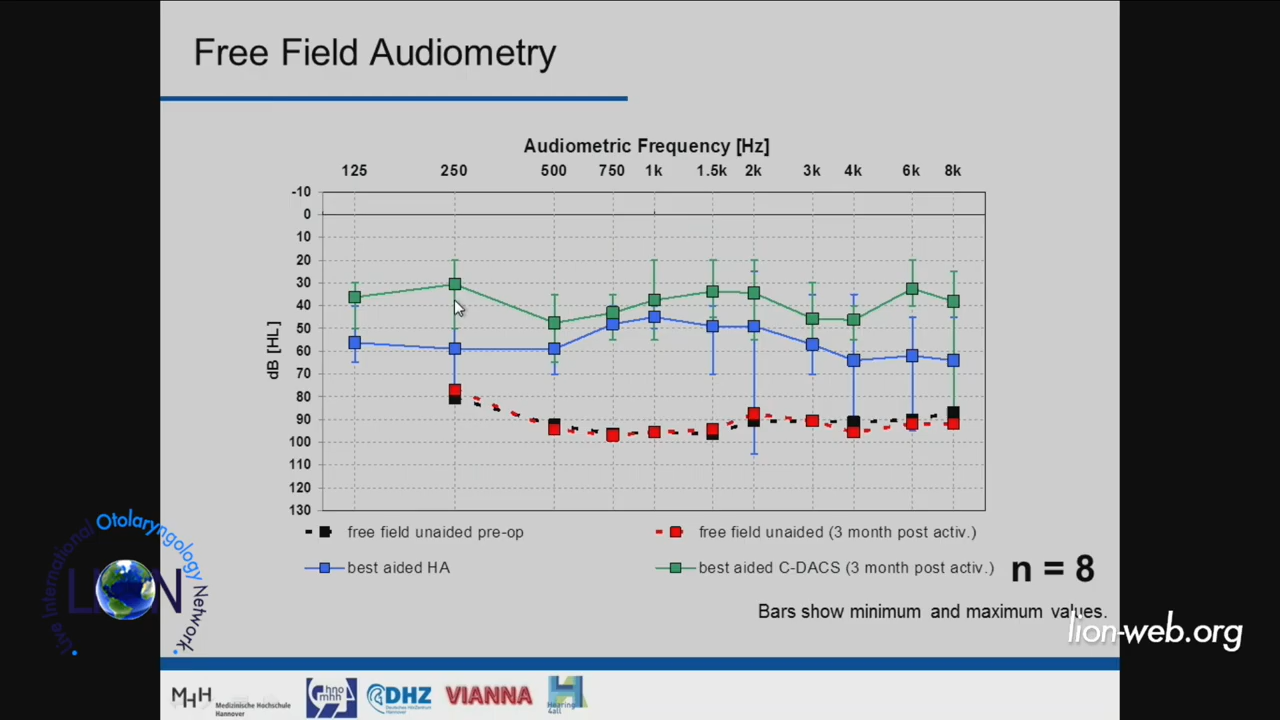 Free Field Audiometry
Audiometric Frequency [Hz]
125 250 500 750 1k 1.5k 2k 3k 4k 6k 8k
-10
0
10
20
30
40
50
60
70
80
90
100
110
120
130
dB [HL]
free field unaided pre-op
free field unaided (3 month post activ.)
best aided HA
best aided C-DACS (3 month post activ.)
n = 8
Bars show minimum and maximum values.
lion-web.org
Live International Otolaryngology Network
LION
MHH Medizinische Hochschule
Hannover
hno
mhh
DHZ
Deutsches HörZentrum
Hannover
VIANNA
Hearing
4all